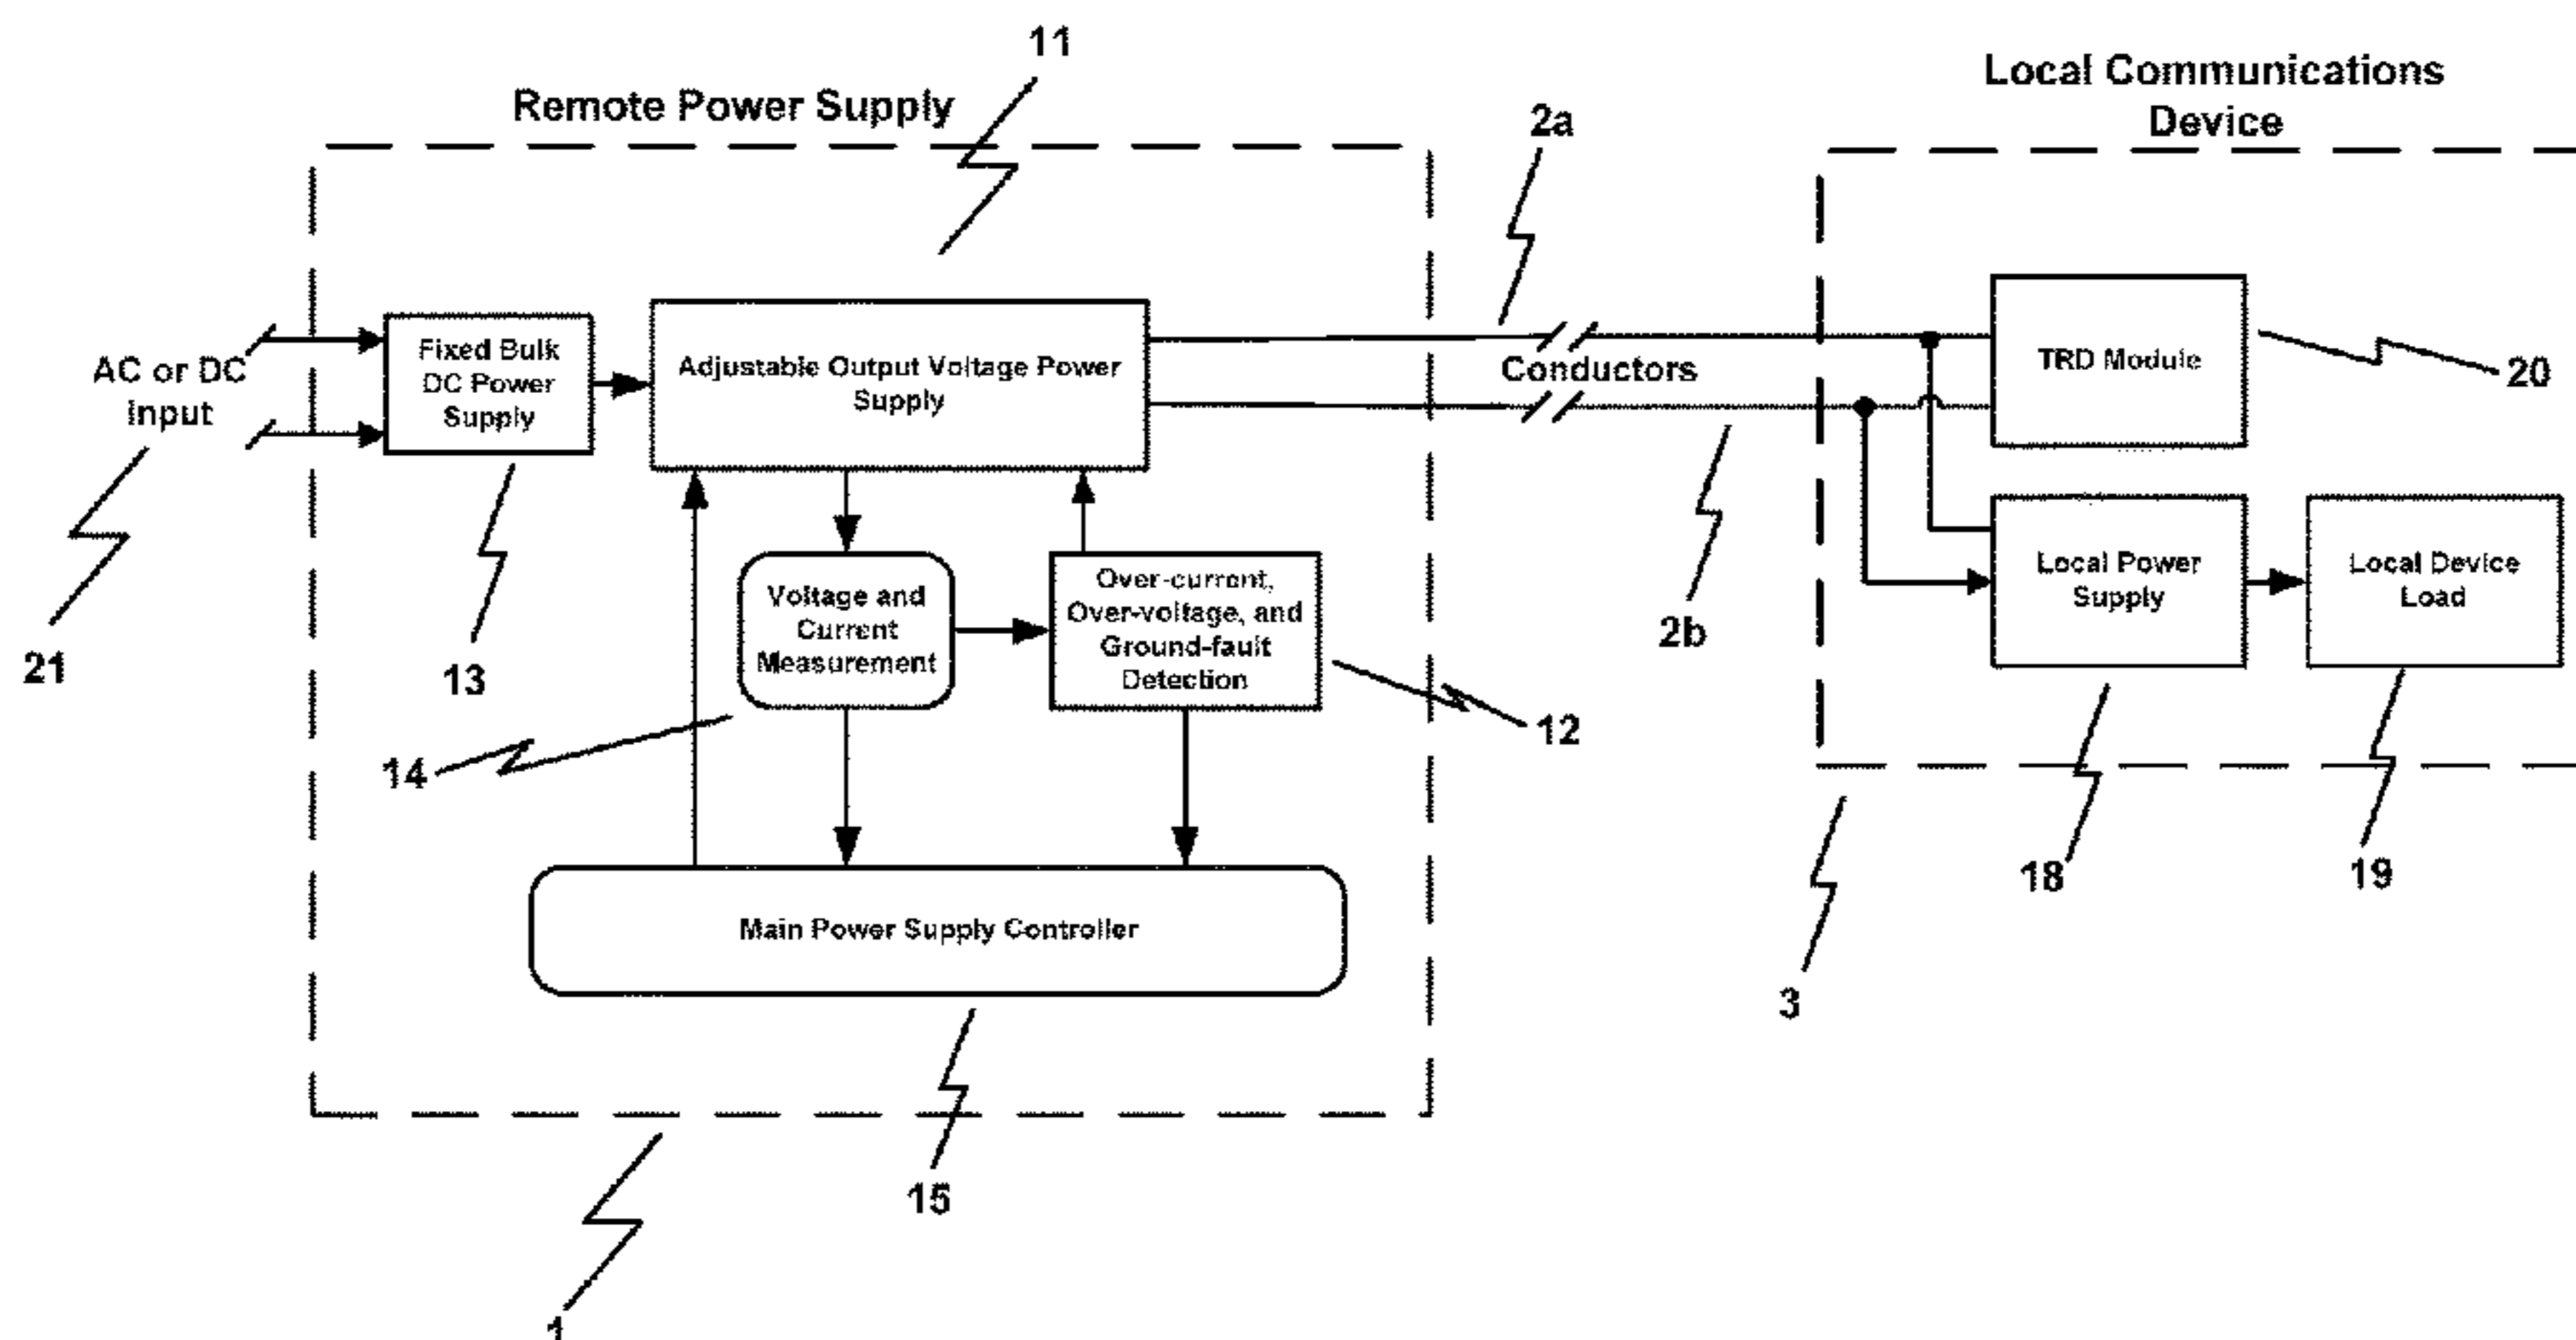 11
Remote Power Supply
Local Communications
Device
2a
AC or DC
Input
Fixed Bulk
DC Power
Supply
Adjustable Output Voltage Power
Supply
Conductors
TRD Module
20
21
13
Voltage and
Current
Measurement
Over-current,
Over-voltage, and
Ground-fault
Detection
2b
Local Power
Supply
Local Device
Load
14
12
18
19
Main Power Supply Controller
3
15
1